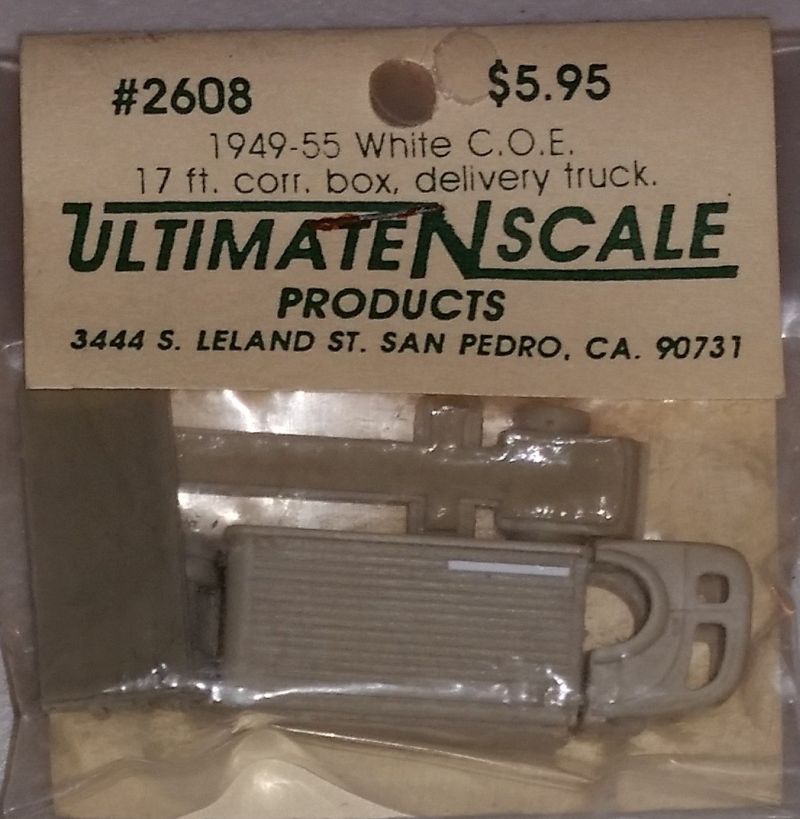 #2608 $5.95
1949-55 White C.O.E.
17 ft. corr. box, delivery truck.
ULTIMATE N SCALE
PRODUCTS
3444 S. LELAND ST. SAN PEDRO, CA. 90731